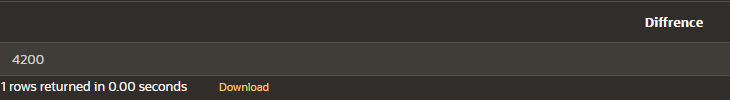 Diffrence
4200
1 rows returned in 0.00 seconds Download